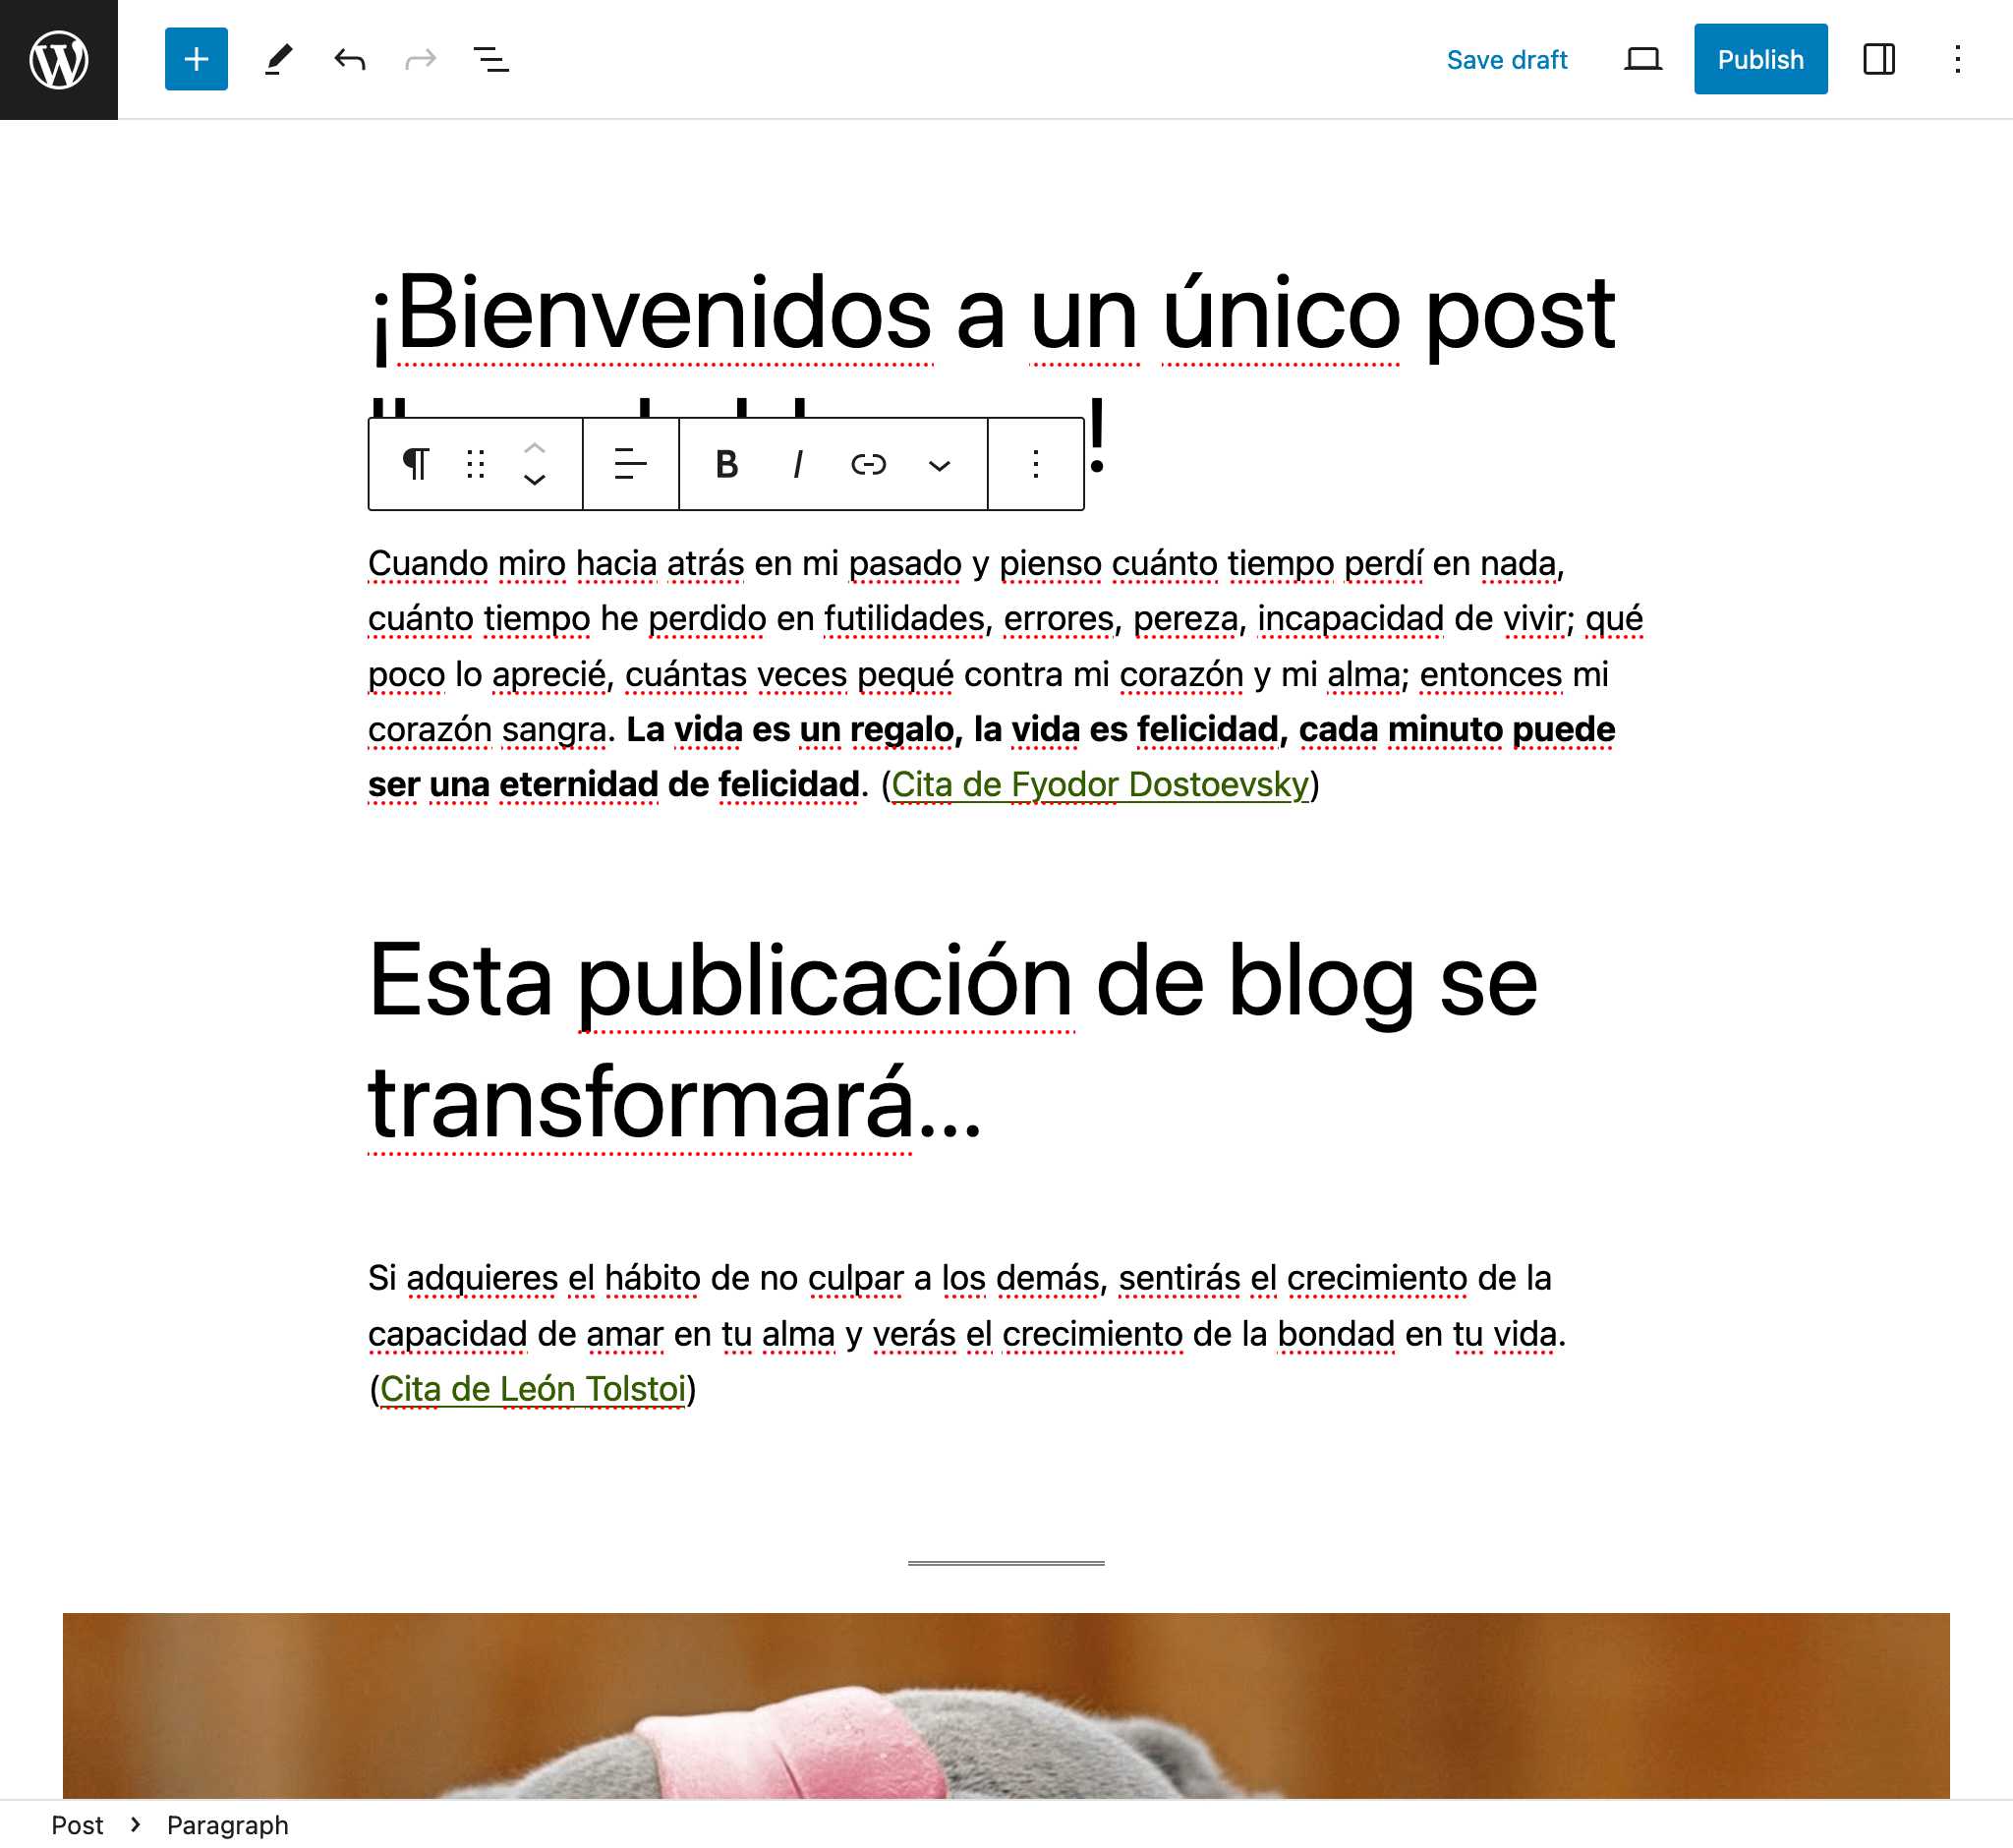 Save draft
Publish
¡Bienvenidos a un único post
!
B I
Cuando miro hacia atrás en mi pasado y pienso cuánto tiempo perdí en nada,
cuánto tiempo he perdido en futilidades, errores, pereza, incapacidad de vivir; qué
poco lo aprecié, cuántas veces pequé contra mi corazón y mi alma; entonces mi
corazón sangra. La vida es un regalo, la vida es felicidad, cada minuto puede
ser una eternidad de felicidad. (Cita de Fyodor Dostoevsky)
Esta publicación de blog se
transformará...
Si adquieres el hábito de no culpar a los demás, sentirás el crecimiento de la
capacidad de amar en tu alma y verás el crecimiento de la bondad en tu vida.
(Cita de León Tolstoi)
Post > Paragraph